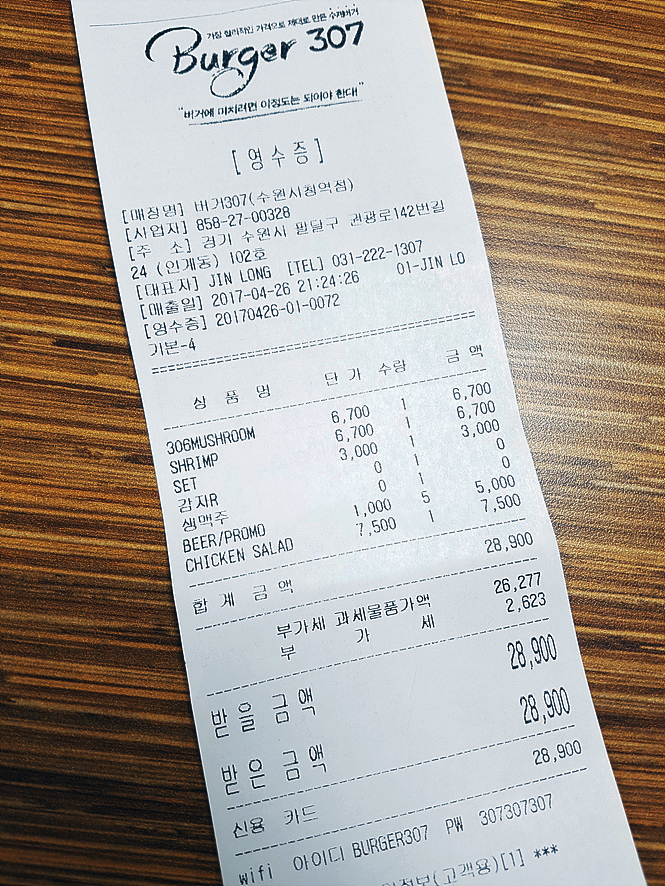 가장 합리적인 가격으로 제대로 만든 수제버거
Burger 307
"버거에 미치려면 이정도는 되어야 한다"
[영수증]
[매장명] 버거307(수원시청역점)
[사업자] 858-27-00328
[주 소] 경기 수원시 팔달구 권광로142번길
24 (인계동) 102호
[대표자] JIN LONG [TEL] 031-222-1307
[매출일] 2017-04-26 21:24:26 01-JIN LO
[영수증] 20170426-01-0072
기본-4
상 품 명 단 가 수량 금 액
306MUSHROOM 6,700 1 6,700
SHRIMP 6,700 1 6,700
SET 3,000 1 3,000
감자R 0 1 0
생맥주 0 1 0
BEER/PROMO 1,000 5 5,000
CHICKEN SALAD 7,500 1 7,500
합 계 금 액 28,900
부가세 과세물품가액 26,277
부 가 세 2,623
받을 금액 28,900
받은 금액 28,900
신용 카드 28,900
wifi 아이디 BURGER307 PW 307307307
정보(고객용)[1] ***